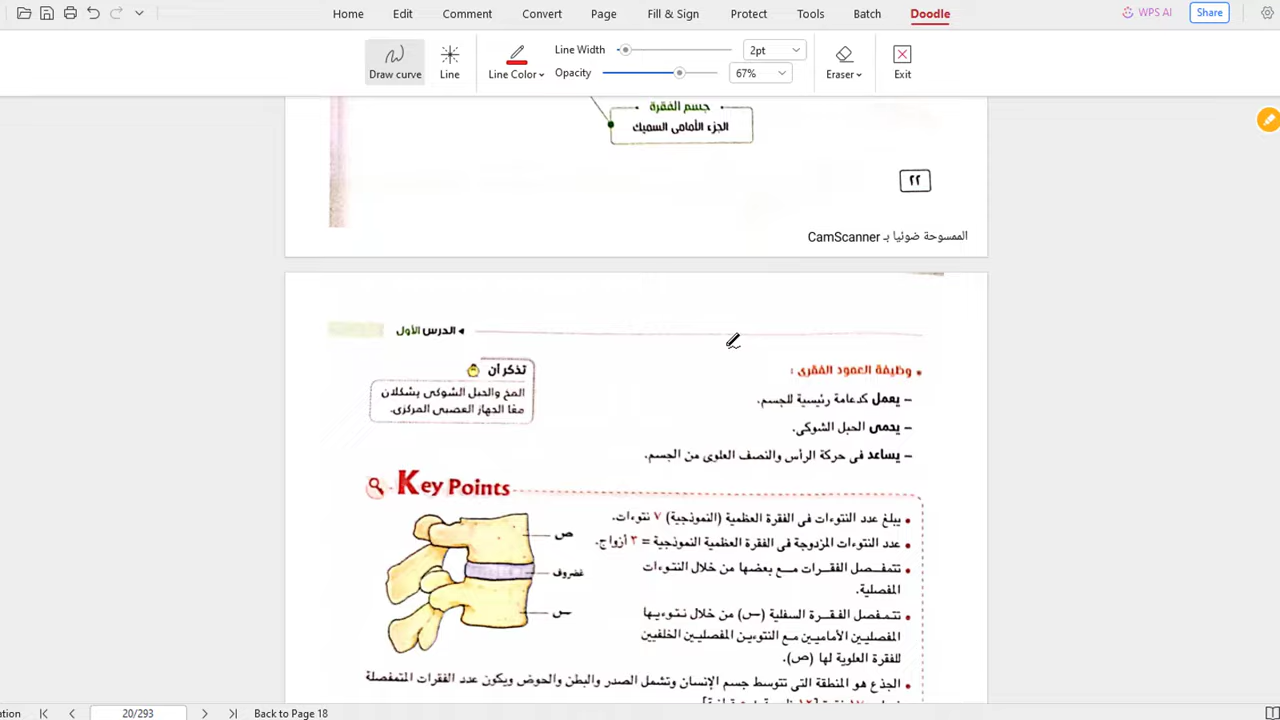 Home Edit Comment Convert Page Fill & Sign Protect Tools Batch Doodle WPS AI Share
Draw curve Line Line Color Line Width 2pt Eraser Exit
Opacity 67%
جسم الفقرة
الجزء الأمامى السميك
٢٢
الممسوحة ضوئيا بـ CamScanner
الدرس الأول
وظيفة العمود الفقرى :
– يعمل كدعامة رئيسية للجسم.
– يحمى الحبل الشوكى.
– يساعد فى حركة الرأس والنصف العلوى من الجسم.
تذكر أن
المخ والحبل الشوكى يشكلان
معًا الجهاز العصبى المركزى.
Key Points
• يبلغ عدد النتوءات فى الفقرة العظمية (النموذجية) ٧ نتوءات.
• عدد النتوءات المزدوجة فى الفقرة العظمية النموذجية = ٣ أزواج.
• تتمفصل الفقرات مع بعضها من خلال النتوءات
المفصلية.
• تتمفصل الفقرة السفلية (س) من خلال نتوءيها
المفصليين الأماميين مع النتوءين المفصليين الخلفيين
للفقرة العلوية لها (ص).
ص
غضروف
س
• الجذع هو المنطقة التى تتوسط جسم الإنسان وتشمل الصدر والبطن والحوض ويكون عدد الفقرات المتمفصلة
ation 20/293 Back to Page 18